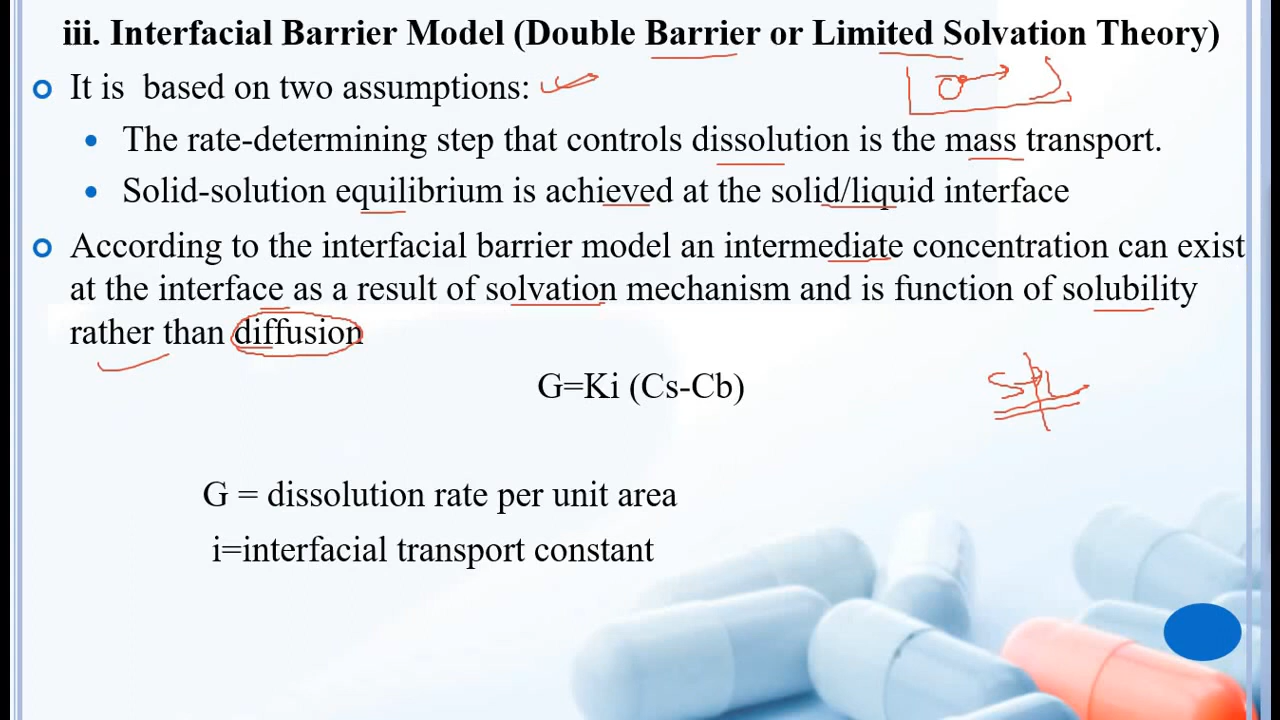 iii. Interfacial Barrier Model (Double Barrier or Limited Solvation Theory)
It is based on two assumptions:
The rate-determining step that controls dissolution is the mass transport.
Solid-solution equilibrium is achieved at the solid/liquid interface
According to the interfacial barrier model an intermediate concentration can exist
at the interface as a result of solvation mechanism and is function of solubility
rather than diffusion
G=Ki (Cs-Cb)
G = dissolution rate per unit area
i=interfacial transport constant